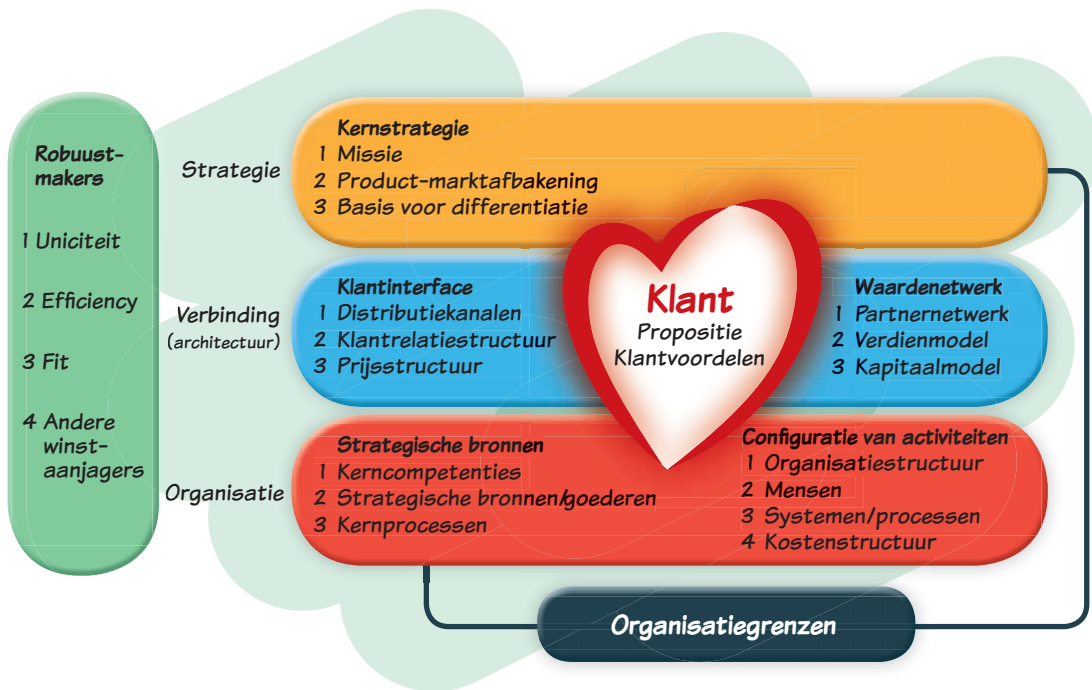 Robuust-
makers
1 Uniciteit
2 Efficiency
3 Fit
4 Andere
winst-
aanjagers
Strategie
Kernstrategie
1 Missie
2 Product-marktafbakening
3 Basis voor differentiatie
Verbinding
(architectuur)
Klantinterface
1 Distributiekanalen
2 Klantrelatiestructuur
3 Prijsstructuur
Klant
Propositie
Klantvoordelen
Waardenetwerk
1 Partnernetwerk
2 Verdienmodel
3 Kapitaalmodel
Organisatie
Strategische bronnen
1 Kerncompetenties
2 Strategische bronnen/goederen
3 Kernprocessen
Configuratie van activiteiten
1 Organisatiestructuur
2 Mensen
3 Systemen/processen
4 Kostenstructuur
Organisatiegrenzen